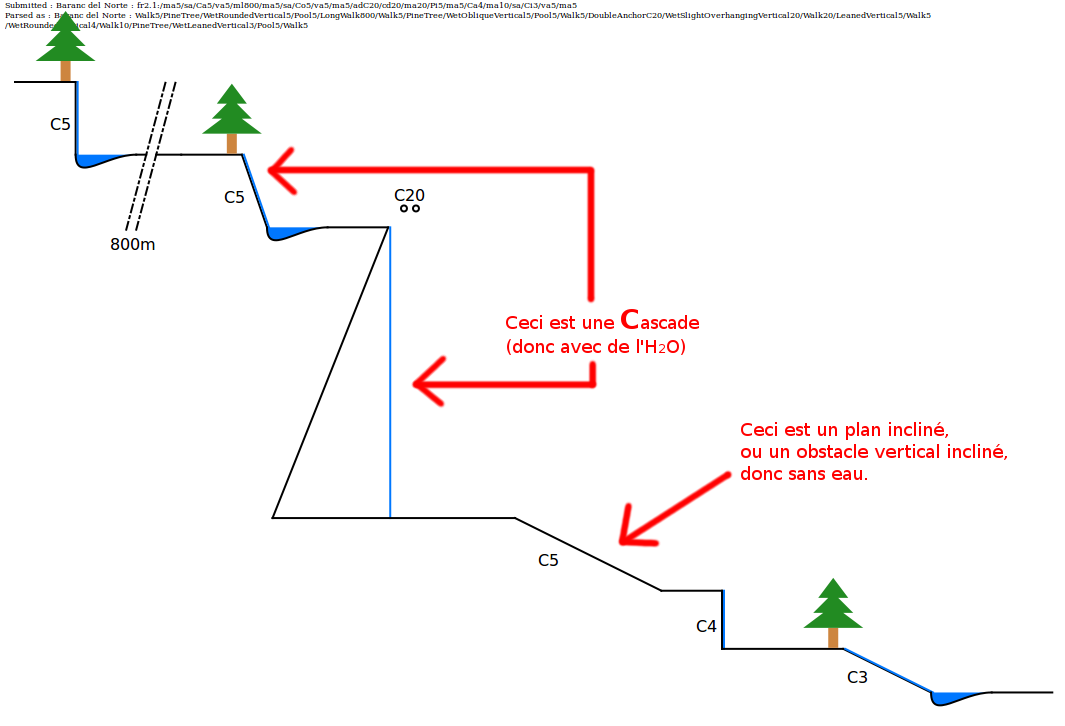 Submitted : Baranc del Norte : fr2.1:/ma5/sa/Ca5/va5/ml800/ma5/sa/Co5/va5/ma5/adC20/cd20/ma20/Pi5/ma5/Ca4/ma10/sa/Ci3/va5/ma5
Parsed as : Baranc del Norte : Walk5/PineTree/WetRoundedVertical5/Pool5/LongWalk800/Walk5/PineTree/WetObliqueVertical5/Pool5/Walk5/DoubleAnchorC20/WetSlightOverhangingVertical20/Walk20/LeanedVertical5/Walk5
/WetRoundedVertical4/Walk10/PineTree/WetLeanedVertical3/Pool5/Walk5
C5
C5
C20
800m
Ceci est une Cascade
(donc avec de l'H2O)
Ceci est un plan incliné,
ou un obstacle vertical incliné,
donc sans eau.
C5
C4
C3